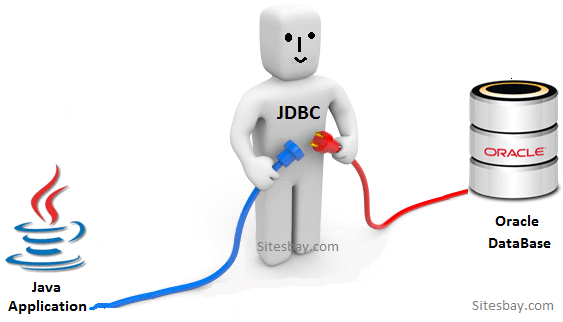 JDBC
ORACLE
Sitesbay.com
Oracle
DataBase
Java
Application
Sitesbay.com